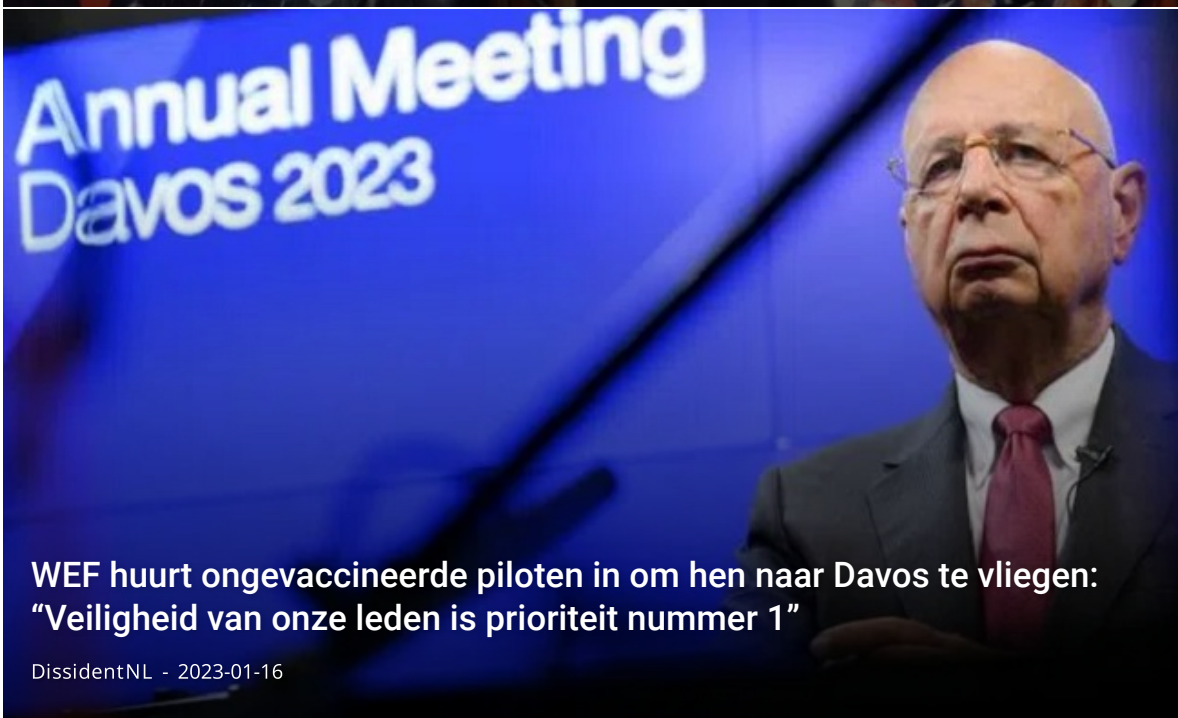 Annual Meeting
Davos 2023
WEF huurt ongevaccineerde piloten in om hen naar Davos te vliegen:
“Veiligheid van onze leden is prioriteit nummer 1”
DissidentNL - 2023-01-16